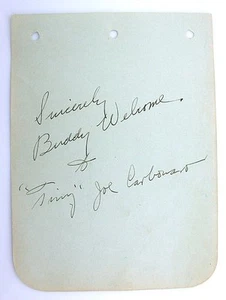 Sincerely
Buddy Welcome.
&
"Tiny" Joe Carbonaro